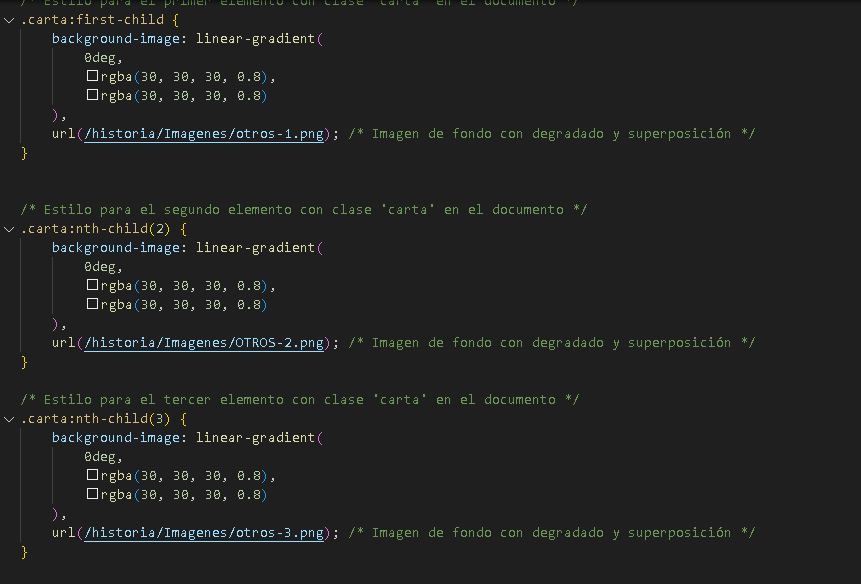 /* Estilo para el primer elemento con clase 'carta' en el documento */
.carta:first-child {
background-image: linear-gradient(
0deg,
rgba(30, 30, 30, 0.8),
rgba(30, 30, 30, 0.8)
),
url(/historia/Imagenes/otros-1.png); /* Imagen de fondo con degradado y superposición */
}
/* Estilo para el segundo elemento con clase 'carta' en el documento */
.carta:nth-child(2) {
background-image: linear-gradient(
0deg,
rgba(30, 30, 30, 0.8),
rgba(30, 30, 30, 0.8)
),
url(/historia/Imagenes/OTROS-2.png); /* Imagen de fondo con degradado y superposición */
}
/* Estilo para el tercer elemento con clase 'carta' en el documento */
.carta:nth-child(3) {
background-image: linear-gradient(
0deg,
rgba(30, 30, 30, 0.8),
rgba(30, 30, 30, 0.8)
),
url(/historia/Imagenes/otros-3.png); /* Imagen de fondo con degradado y superposición */
}